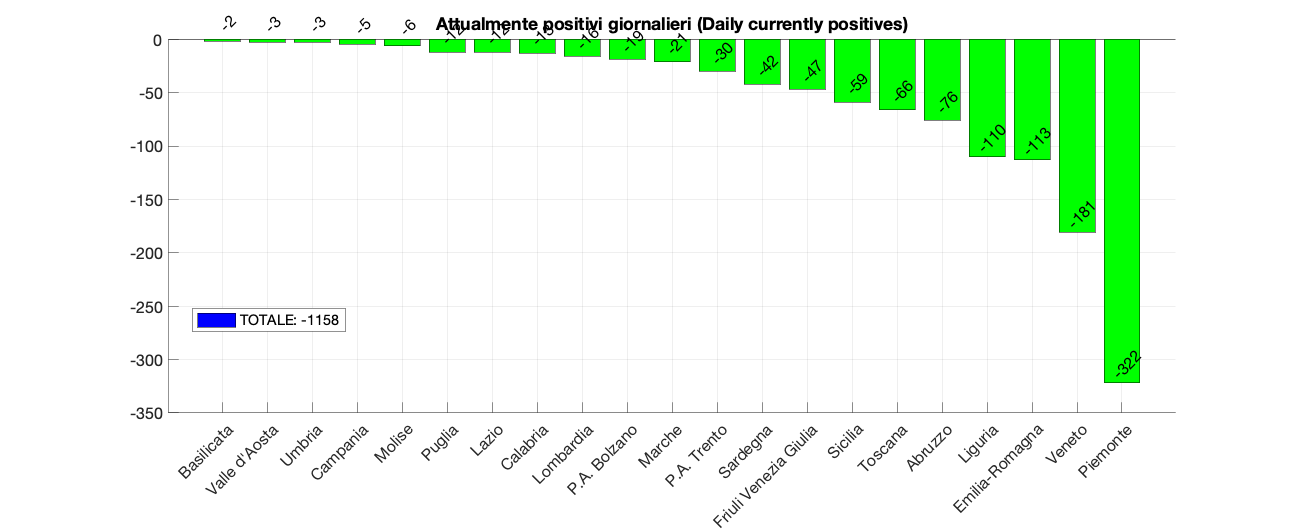 Attualmente positivi giornalieri (Daily currently positives)
-2
-3
-3
-5
-6
-12
-12
-13
-16
-19
-21
-30
-42
-47
-59
-66
-76
-110
-113
-181
-322
0
-50
-100
-150
-200
-250
-300
-350
TOTALE: -1158
Basilicata
Valle d'Aosta
Umbria
Campania
Molise
Puglia
Lazio
Calabria
Lombardia
P.A. Bolzano
Marche
P.A. Trento
Sardegna
Friuli Venezia Giulia
Sicilia
Toscana
Abruzzo
Liguria
Emilia-Romagna
Veneto
Piemonte